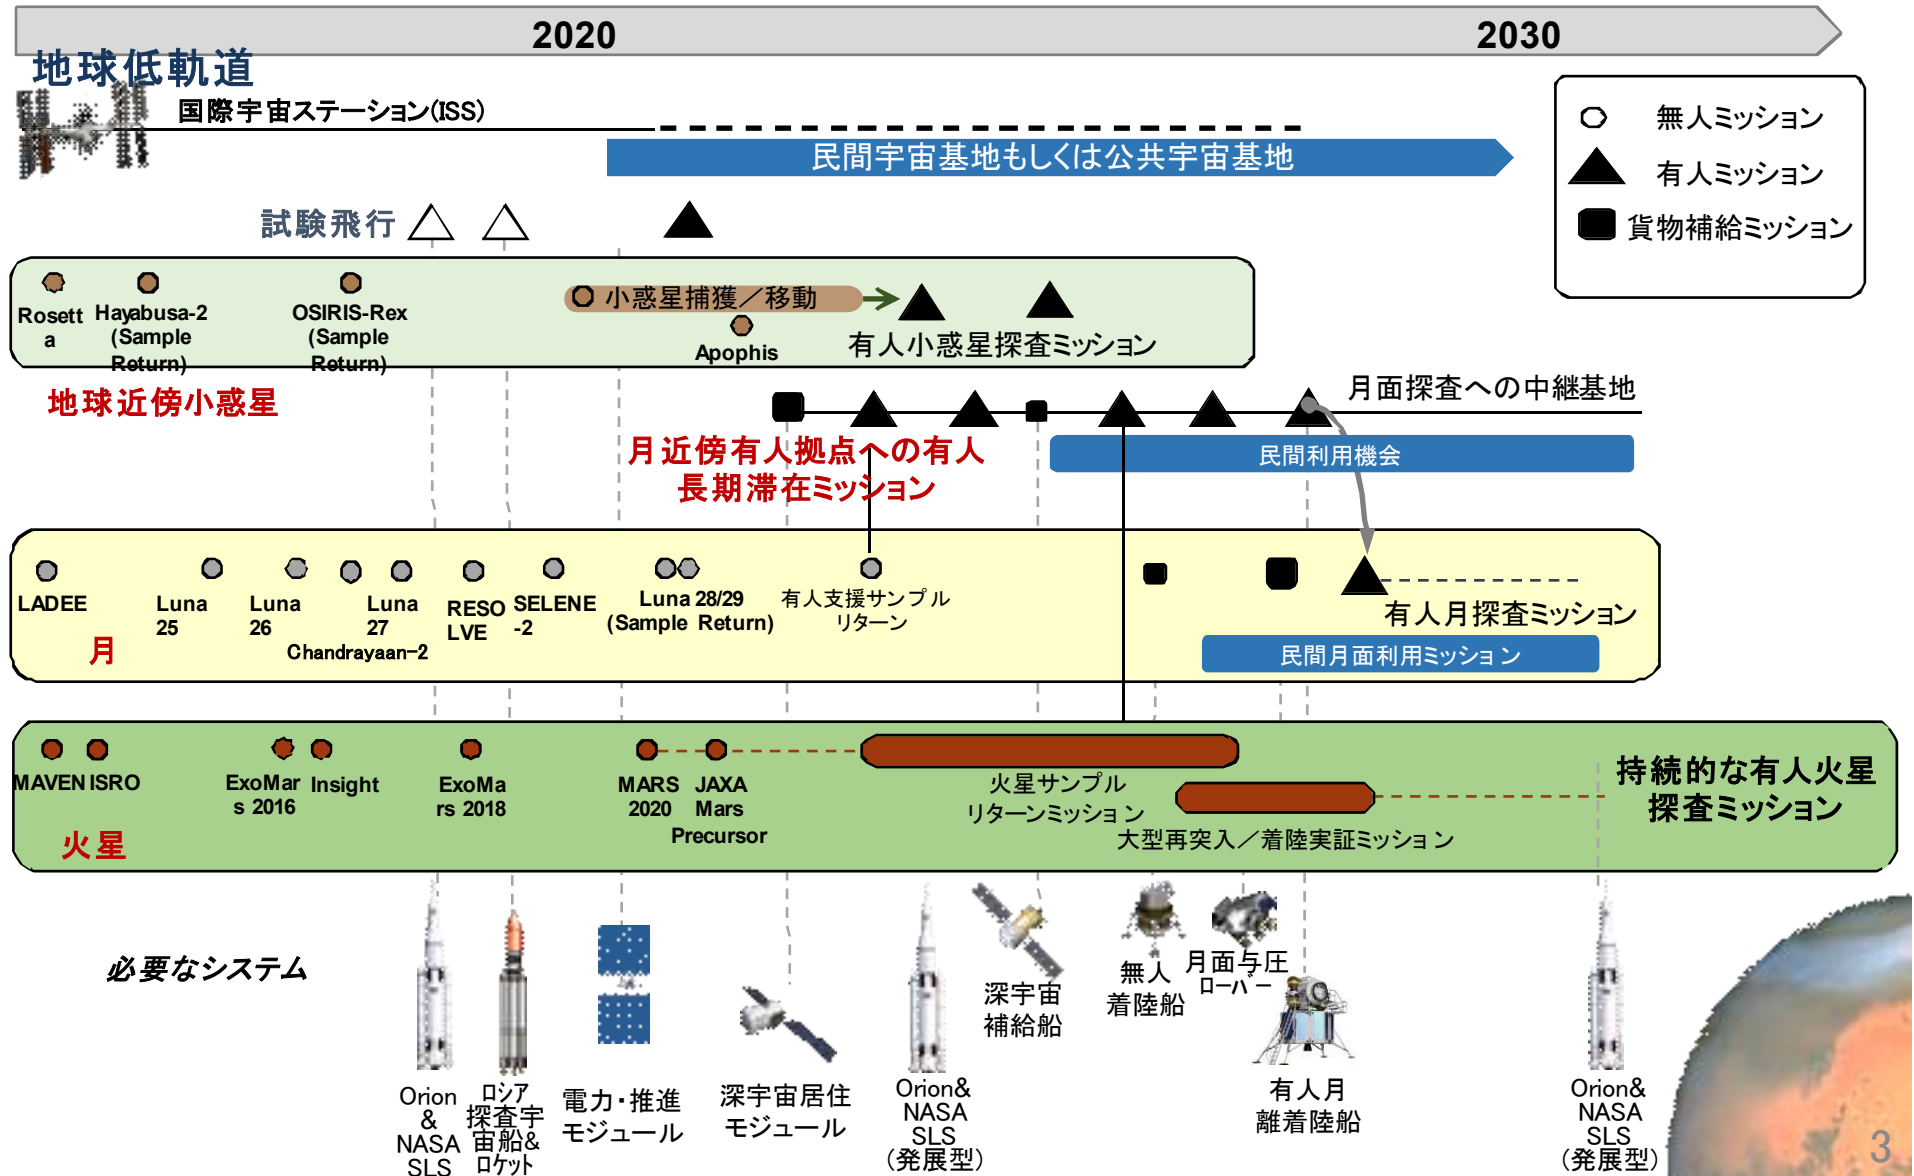 2020
2030
地球低軌道
国際宇宙ステーション(ISS)
民間宇宙基地もしくは公共宇宙基地
無人ミッション
有人ミッション
貨物補給ミッション
試験飛行
Rosett
a
Hayabusa-2
(Sample
Return)
OSIRIS-Rex
(Sample
Return)
小惑星捕獲／移動
Apophis
有人小惑星探査ミッション
地球近傍小惑星
月面探査への中継基地
月近傍有人拠点への有人
長期滞在ミッション
民間利用機会
LADEE
Luna
25
Luna
26
Chandrayaan-2
Luna
27
RESO
LVE
SELENE
-2
Luna 28/29
(Sample Return)
有人支援サンプル
リターン
有人月探査ミッション
民間月面利用ミッション
月
MAVEN
ISRO
ExoMar
s 2016
Insight
ExoMa
rs 2018
MARS
2020
JAXA
Mars
Precursor
火星サンプル
リターンミッション
大型再突入／着陸実証ミッション
持続的な有人火星
探査ミッション
火星
必要なシステム
Orion
&
NASA
SLS
ロシア
探査宇
宙船&
ロケット
電力・推進
モジュール
深宇宙居住
モジュール
Orion&
NASA
SLS
(発展型)
深宇宙
補給船
無人
着陸船
月面与圧
ローバー
有人月
離着陸船
Orion&
NASA
SLS
(発展型)
3